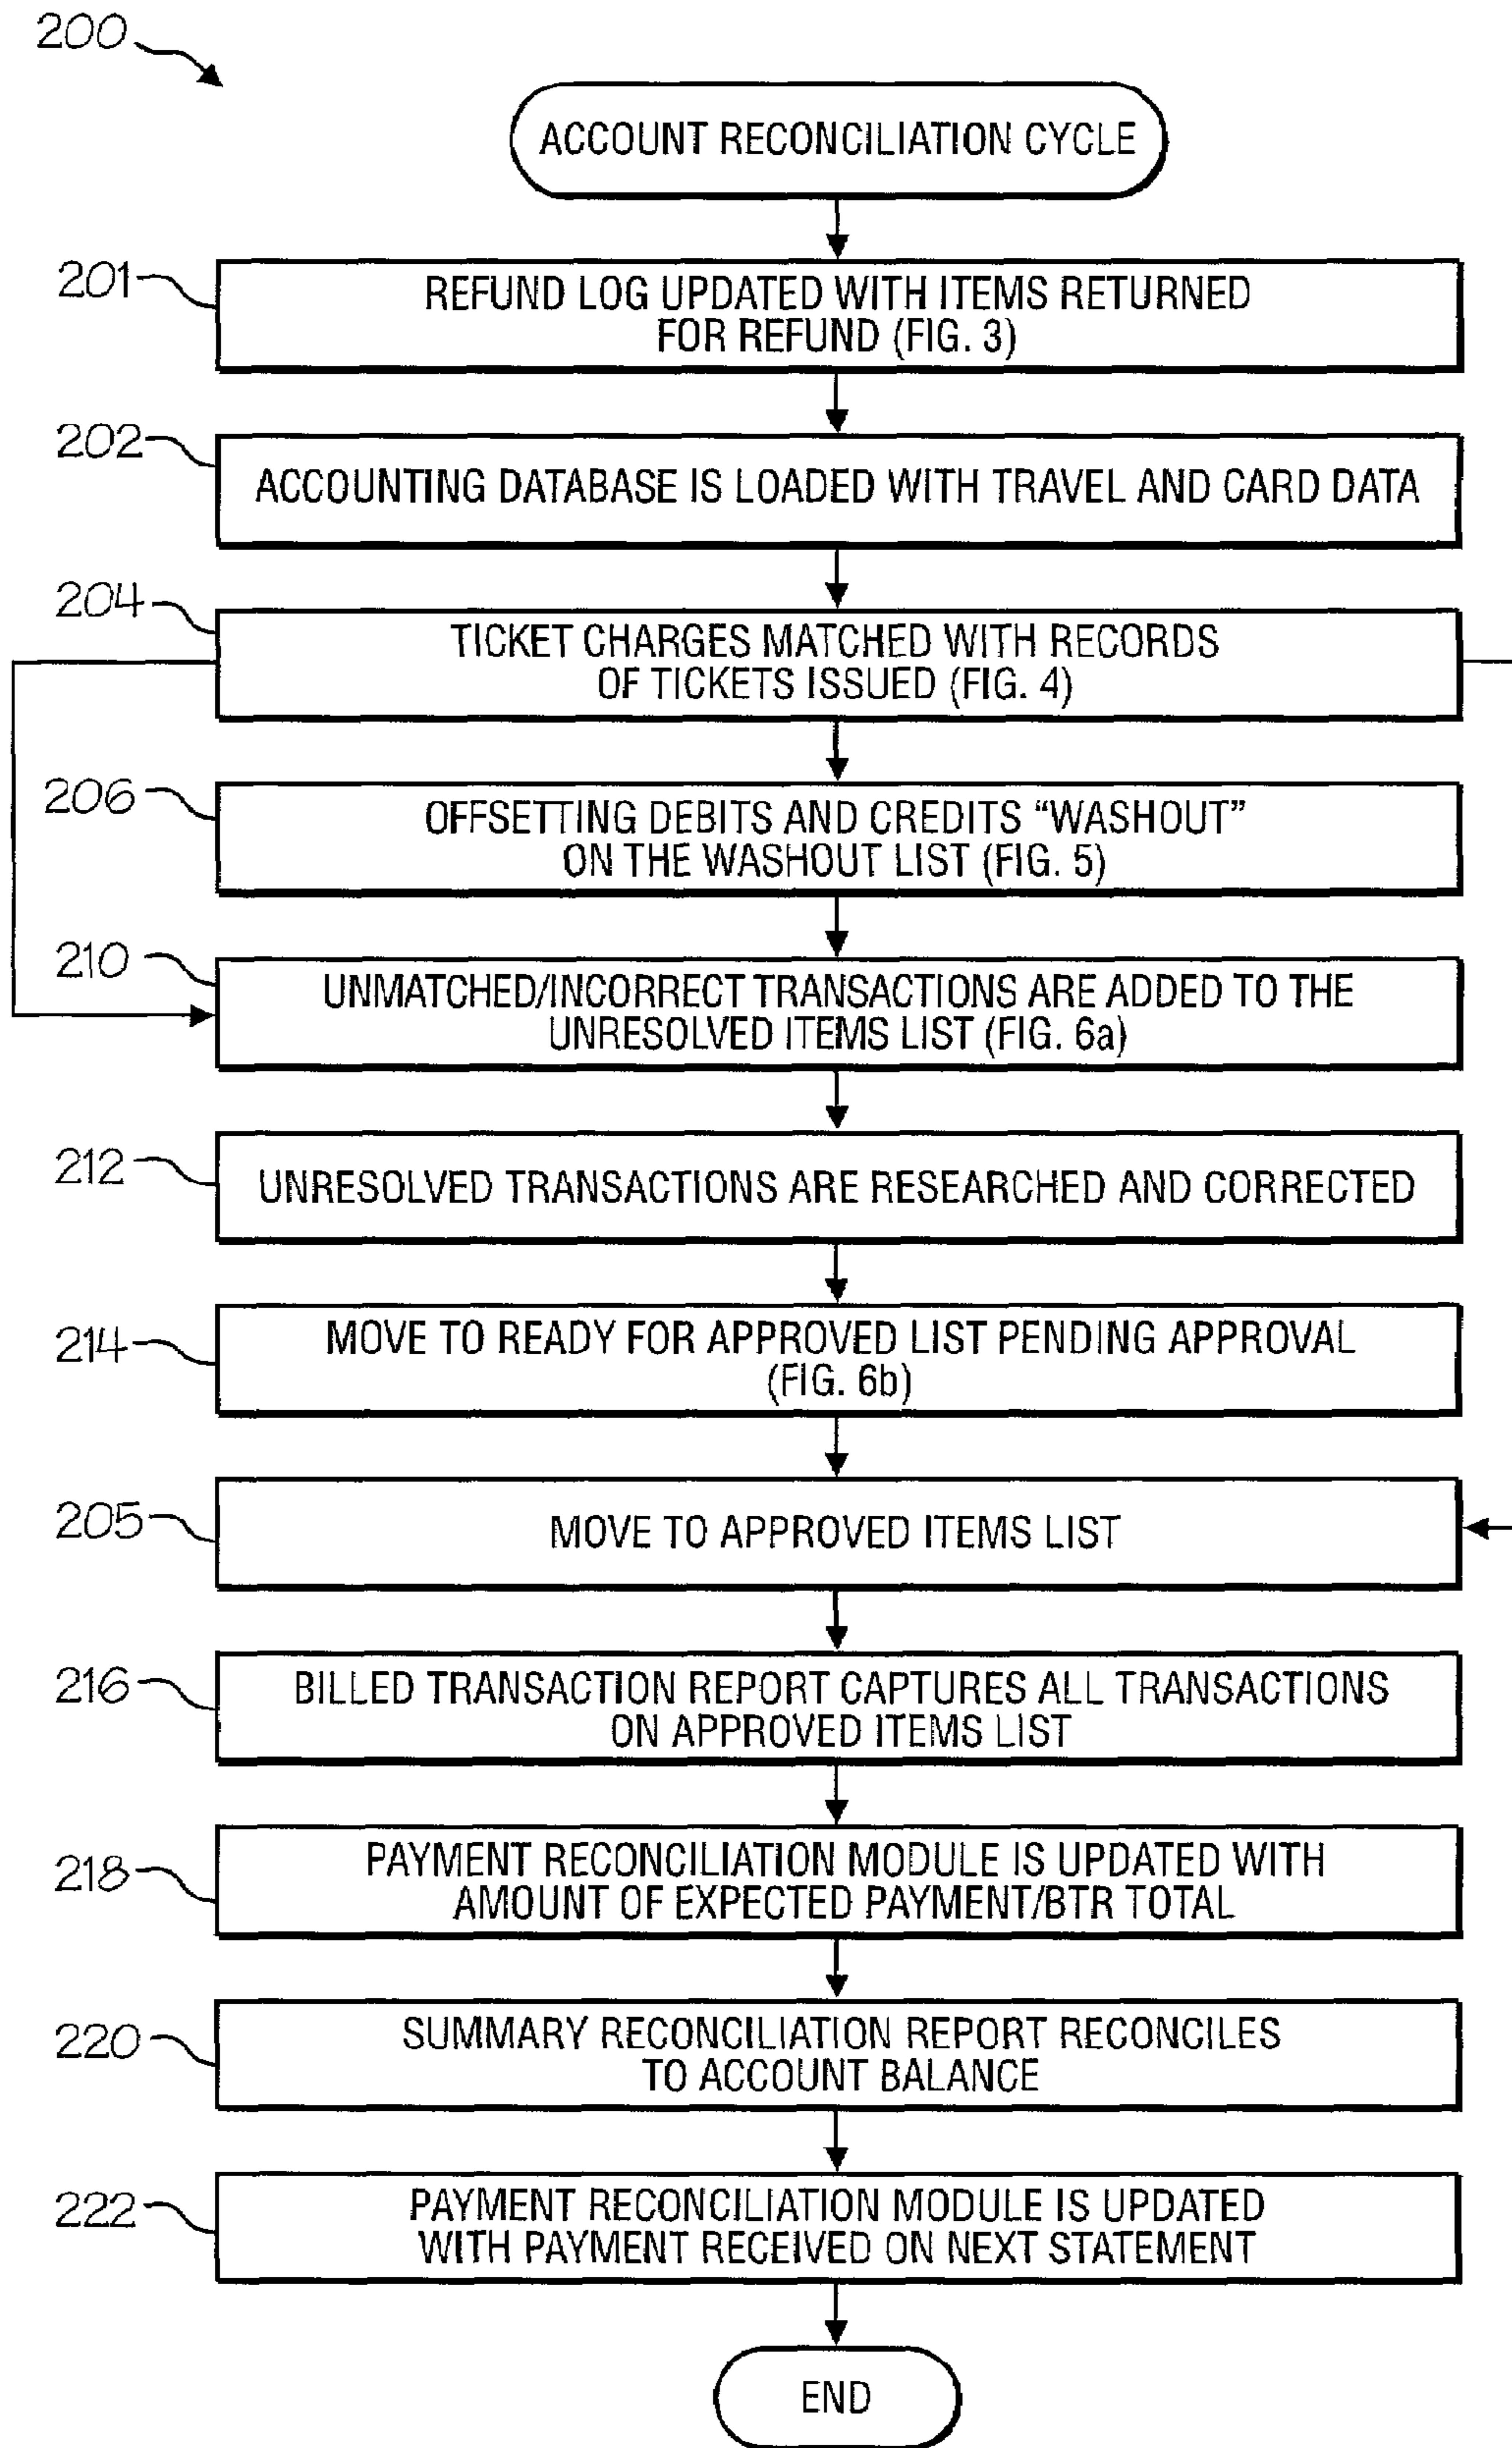 200
ACCOUNT RECONCILIATION CYCLE
201
REFUND LOG UPDATED WITH ITEMS RETURNED
FOR REFUND (FIG. 3)
202
ACCOUNTING DATABASE IS LOADED WITH TRAVEL AND CARD DATA
204
TICKET CHARGES MATCHED WITH RECORDS
OF TICKETS ISSUED (FIG. 4)
206
OFFSETTING DEBITS AND CREDITS “WASHOUT”
ON THE WASHOUT LIST (FIG. 5)
210
UNMATCHED/INCORRECT TRANSACTIONS ARE ADDED TO THE
UNRESOLVED ITEMS LIST (FIG. 6a)
212
UNRESOLVED TRANSACTIONS ARE RESEARCHED AND CORRECTED
214
MOVE TO READY FOR APPROVED LIST PENDING APPROVAL
(FIG. 6b)
205
MOVE TO APPROVED ITEMS LIST
216
BILLED TRANSACTION REPORT CAPTURES ALL TRANSACTIONS
ON APPROVED ITEMS LIST
218
PAYMENT RECONCILIATION MODULE IS UPDATED WITH
AMOUNT OF EXPECTED PAYMENT/BTR TOTAL
220
SUMMARY RECONCILIATION REPORT RECONCILES
TO ACCOUNT BALANCE
222
PAYMENT RECONCILIATION MODULE IS UPDATED
WITH PAYMENT RECEIVED ON NEXT STATEMENT
END